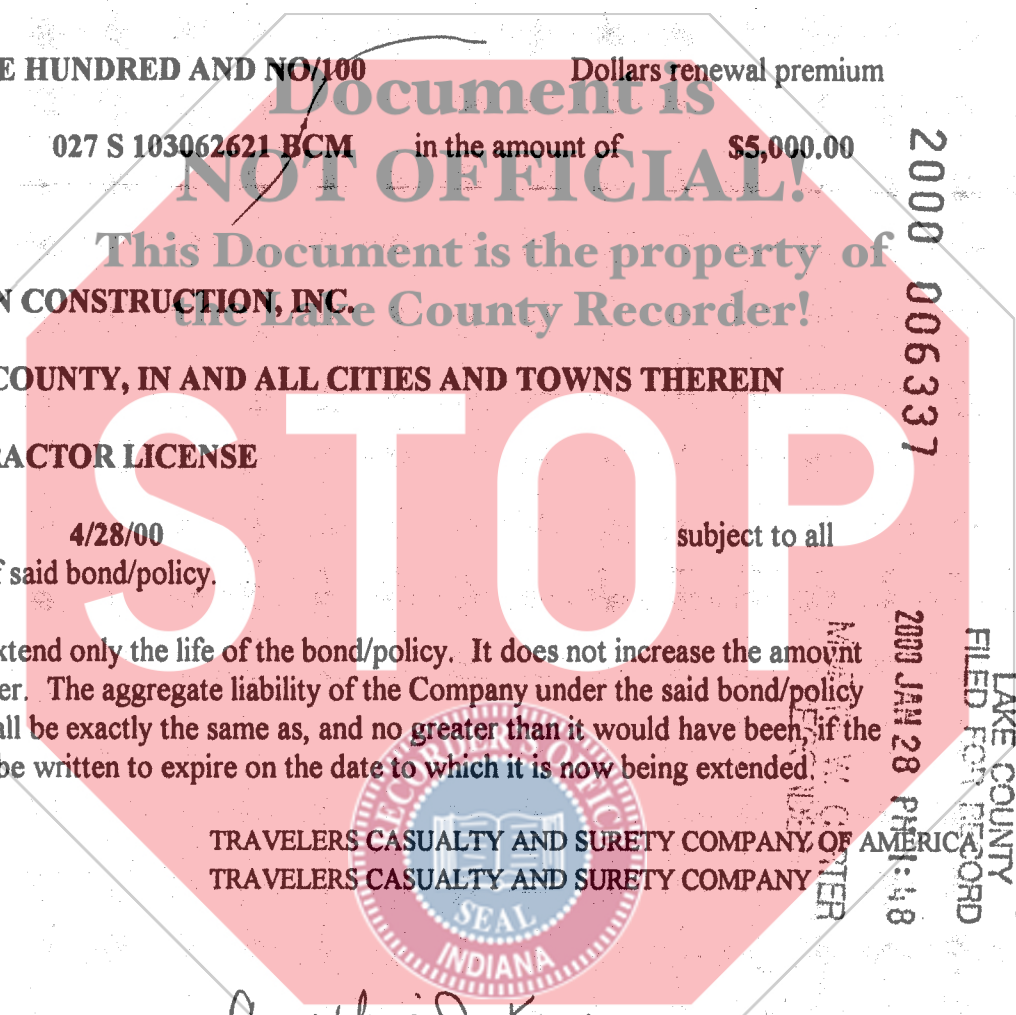 E HUNDRED AND NO/100 Dollars renewal premium
Document is
027 S 103062621 BCM in the amount of $5,000.00
NOT OFFICIAL!
This Document is the property of
N CONSTRUCTION, INC.
the Lake County Recorder!
COUNTY, IN AND ALL CITIES AND TOWNS THEREIN
STOP
RACTOR LICENSE
4/28/00 subject to all
f said bond/policy.
xtend only the life of the bond/policy. It does not increase the amount
er. The aggregate liability of the Company under the said bond/policy
all be exactly the same as, and no greater than it would have been, if the
be written to expire on the date to which it is now being extended.
TRAVELERS CASUALTY AND SURETY COMPANY OF AMERICA
TRAVELERS CASUALTY AND SURETY COMPANY
RECORDER'S OFFICE
SEAL
INDIANA
2000 006337
2000 JAN 28 PM 1:48
LAKE COUNTY
FILED FOR RECORD